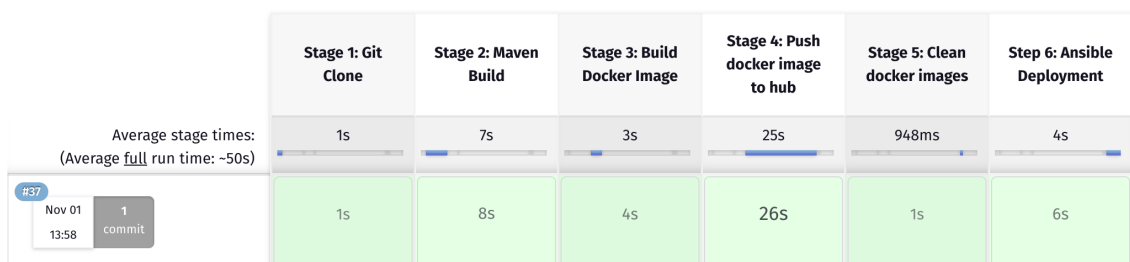 Stage 1: Git
Clone
Stage 2: Maven
Build
Stage 3: Build
Docker Image
Stage 4: Push
docker image
to hub
Stage 5: Clean
docker images
Step 6: Ansible
Deployment
Average stage times:
(Average full run time: ~50s)
1s
7s
3s
25s
948ms
4s
#37
Nov 01
13:58
1
commit
1s
8s
4s
26s
1s
6s